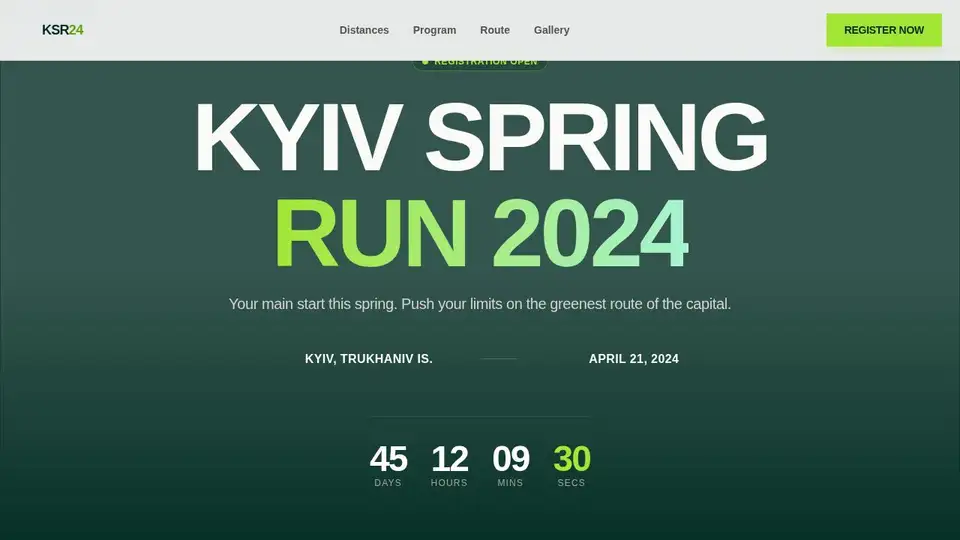 KSR24
Distances Program Route Gallery
REGISTER NOW
REGISTRATION OPEN
KYIV SPRING
RUN 2024
Your main start this spring. Push your limits on the greenest route of the capital.
KYIV, TRUKHANIV IS.
APRIL 21, 2024
45 12 09 30
DAYS HOURS MINS SECS